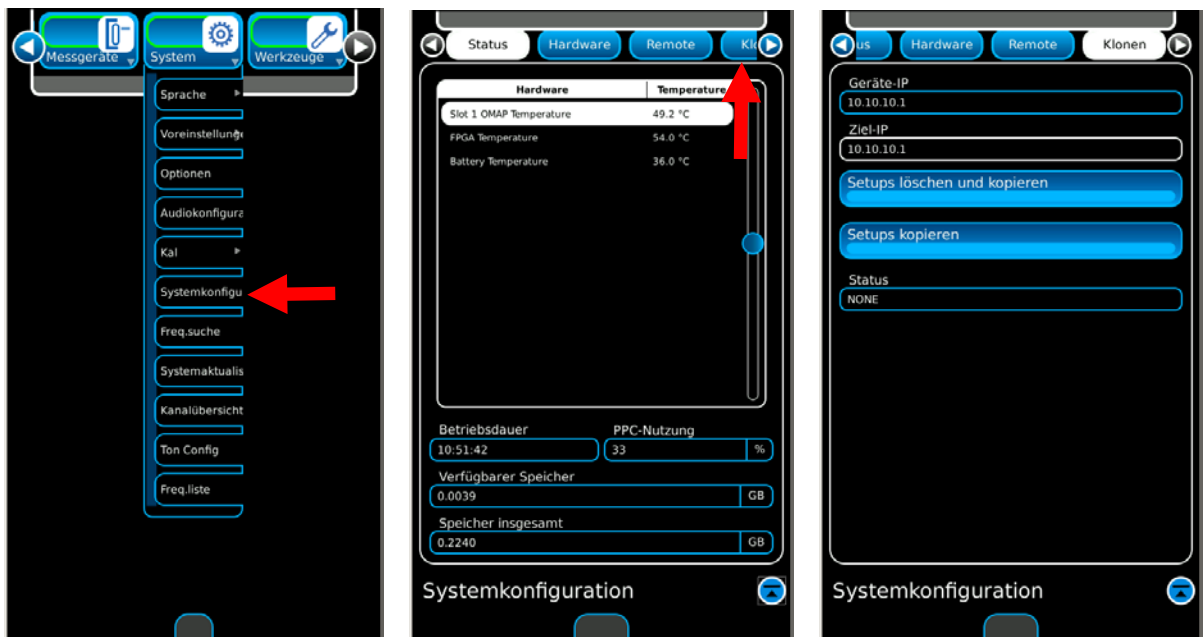 Messgeräte
System
Werkzeuge
Sprache
Voreinstellunge
Optionen
Audiokonfigura
Kal
Systemkonfigu
Freq.suche
Systemaktualis
Kanalübersicht
Ton Config
Freq.liste
Status Hardware Remote Klo
Hardware Temperature
Slot 1 OMAP Temperature 49.2 °C
FPGA Temperature 54.0 °C
Battery Temperature 36.0 °C
Betriebsdauer PPC-Nutzung
10:51:42 33 %
Verfügbarer Speicher
0.0039 GB
Speicher insgesamt
0.2240 GB
Systemkonfiguration
us Hardware Remote Klonen
Geräte-IP
10.10.10.1
Ziel-IP
10.10.10.1
Setups löschen und kopieren
Setups kopieren
Status
NONE
Systemkonfiguration